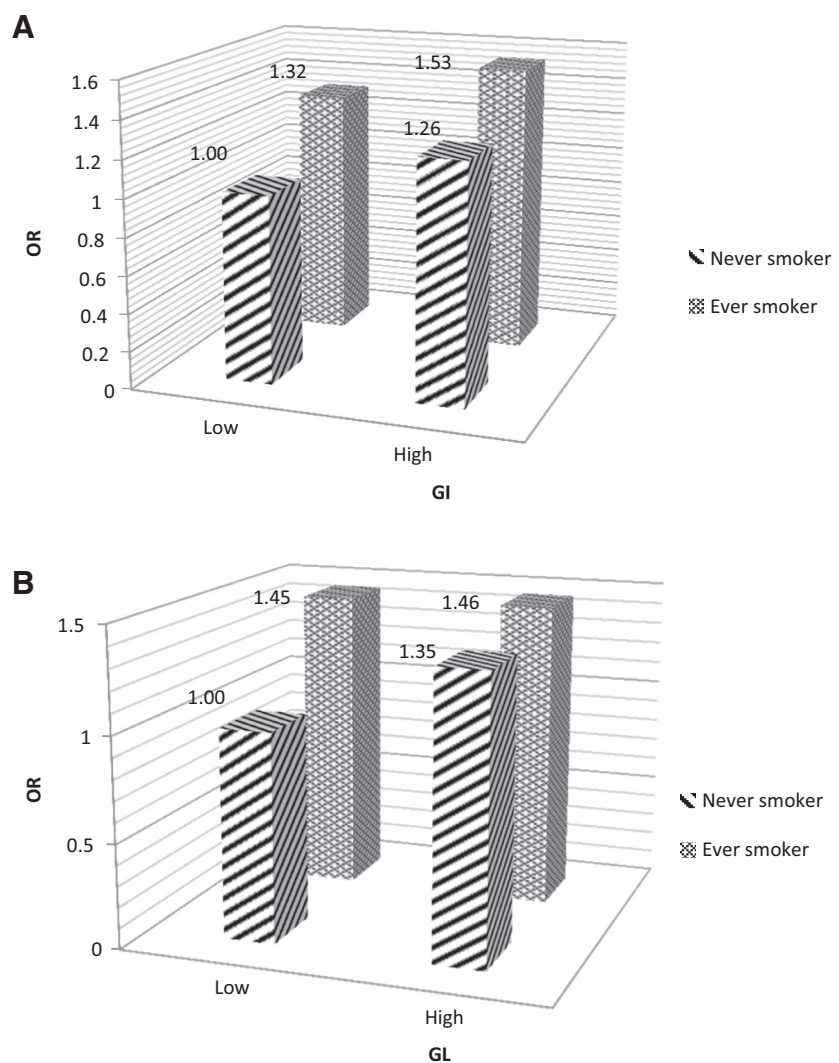 A
1.6
1.4
1.2
1
0.8
0.6
0.4
0.2
0
OR
1.00
1.32
1.26
1.53
Low
High
GI
Never smoker
Ever smoker
B
1.5
1
0.5
0
OR
1.00
1.45
1.35
1.46
Low
High
GL
Never smoker
Ever smoker